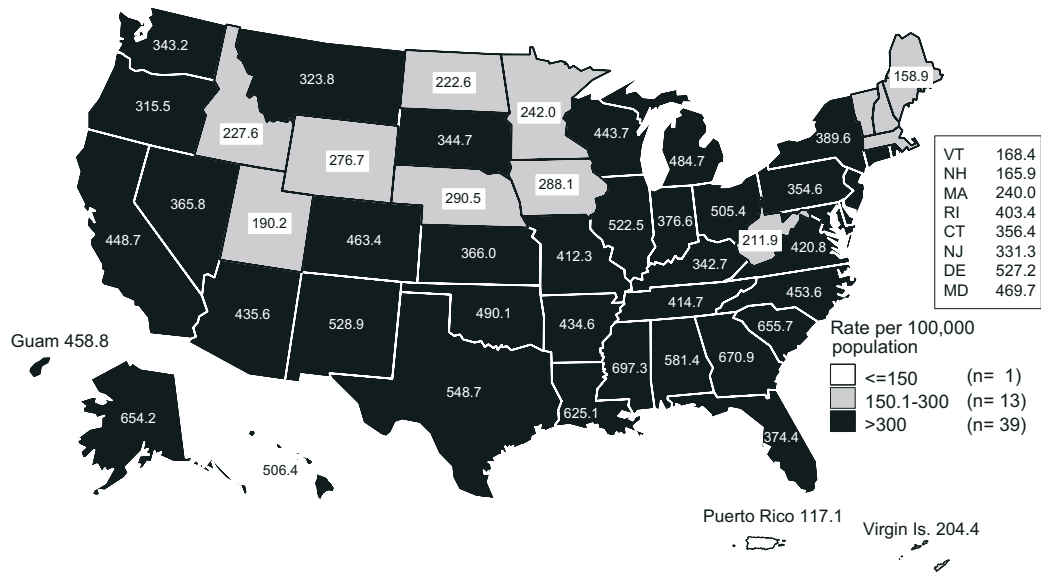 343.2
323.8
222.6
158.9
315.5
242.0
227.6
344.7
443.7
389.6
276.7
484.7
VT 168.4
NH 165.9
MA 240.0
RI 403.4
CT 356.4
NJ 331.3
DE 527.2
MD 469.7
288.1
290.5
354.6
365.8
190.2
505.4
376.6
522.5
448.7
463.4
211.9
420.8
366.0
412.3
342.7
453.6
414.7
435.6
528.9
490.1
434.6
655.7
Guam 458.8
697.3
581.4
670.9
548.7
625.1
374.4
654.2
506.4
Rate per 100,000
population
<=150 (n= 1)
150.1-300 (n= 13)
>300 (n= 39)
Puerto Rico 117.1
Virgin Is. 204.4